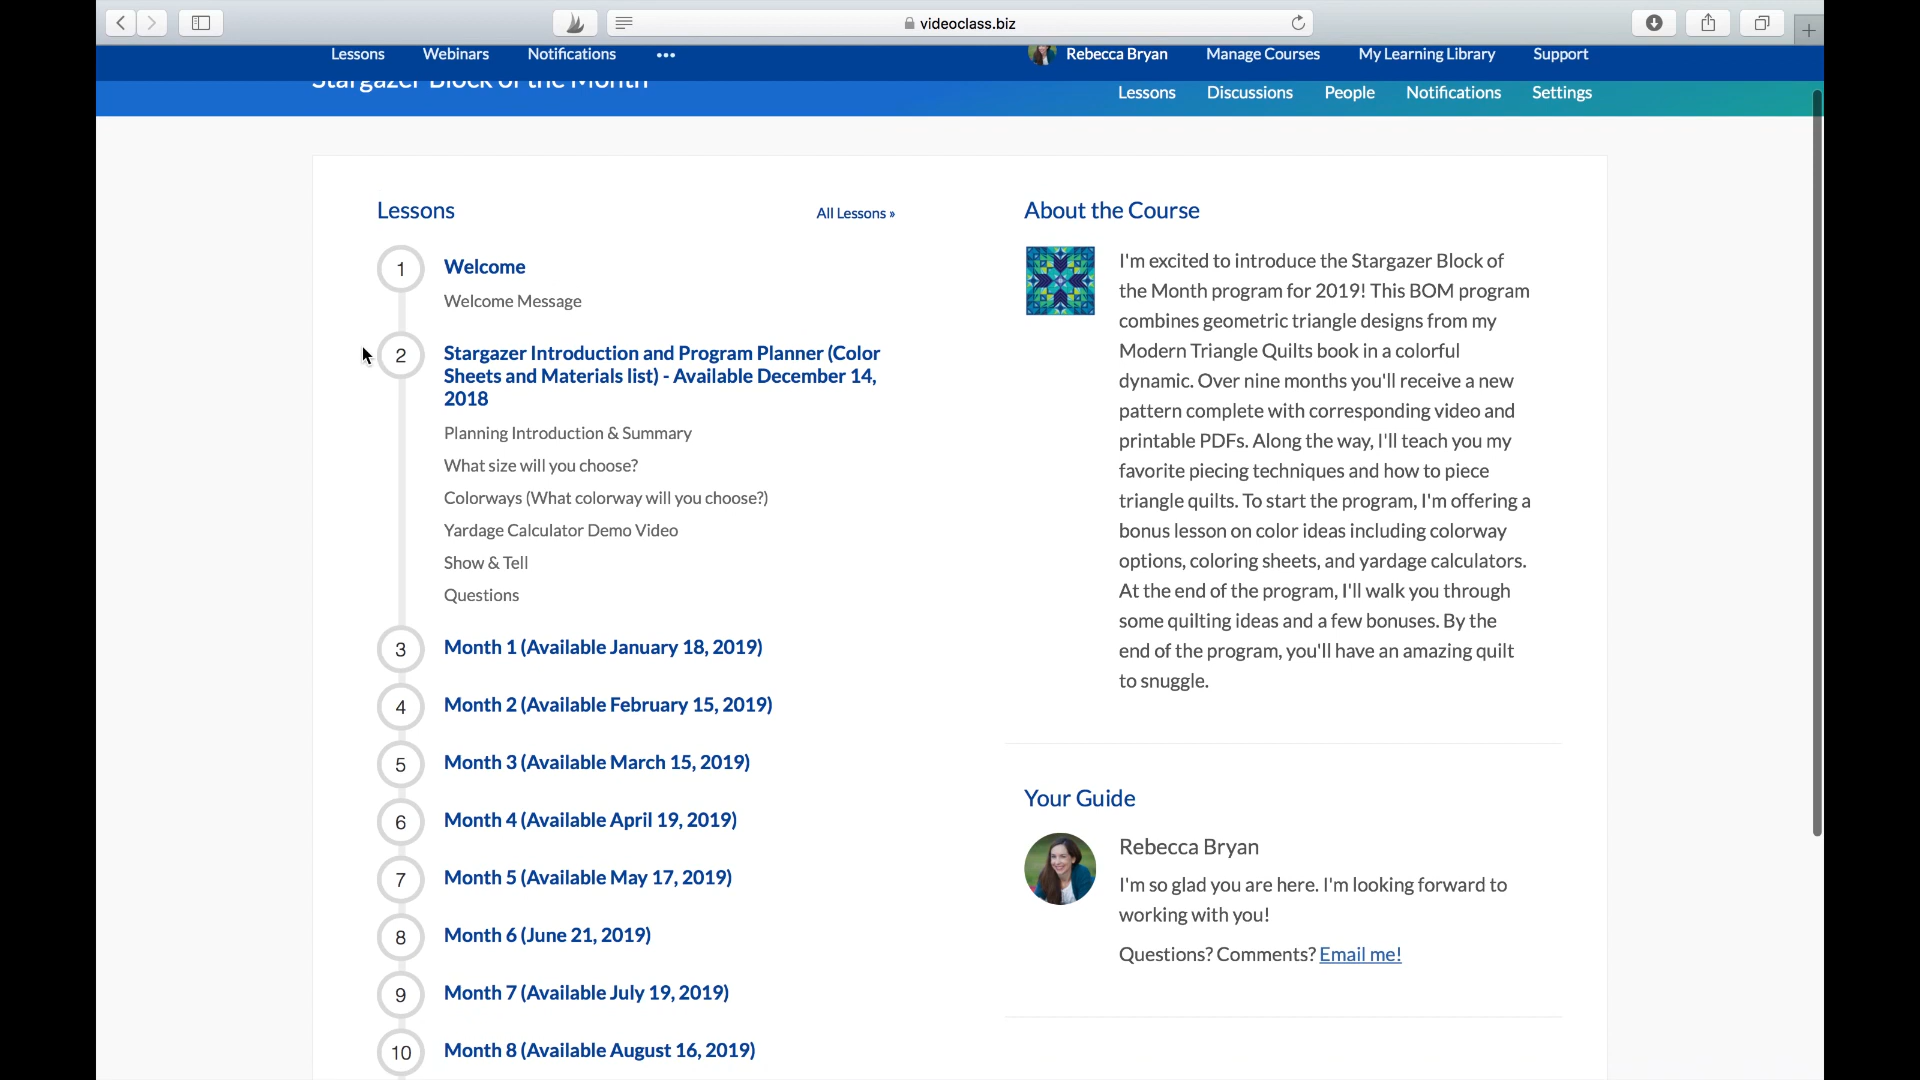 videoclass.biz
Lessons Webinars Notifications ••• Rebecca Bryan Manage Courses My Learning Library Support
Stargazer Block of the Month
Lessons Discussions People Notifications Settings
Lessons
All Lessons »
1
Welcome
Welcome Message
2
Stargazer Introduction and Program Planner (Color
Sheets and Materials list) - Available December 14,
2018
Planning Introduction & Summary
What size will you choose?
Colorways (What colorway will you choose?)
Yardage Calculator Demo Video
Show & Tell
Questions
3
Month 1 (Available January 18, 2019)
4
Month 2 (Available February 15, 2019)
5
Month 3 (Available March 15, 2019)
6
Month 4 (Available April 19, 2019)
7
Month 5 (Available May 17, 2019)
8
Month 6 (June 21, 2019)
9
Month 7 (Available July 19, 2019)
10
Month 8 (Available August 16, 2019)
About the Course
I'm excited to introduce the Stargazer Block of
the Month program for 2019! This BOM program
combines geometric triangle designs from my
Modern Triangle Quilts book in a colorful
dynamic. Over nine months you'll receive a new
pattern complete with corresponding video and
printable PDFs. Along the way, I'll teach you my
favorite piecing techniques and how to piece
triangle quilts. To start the program, I'm offering a
bonus lesson on color ideas including colorway
options, coloring sheets, and yardage calculators.
At the end of the program, I'll walk you through
some quilting ideas and a few bonuses. By the
end of the program, you'll have an amazing quilt
to snuggle.
Your Guide
Rebecca Bryan
I'm so glad you are here. I'm looking forward to
working with you!
Questions? Comments? Email me!